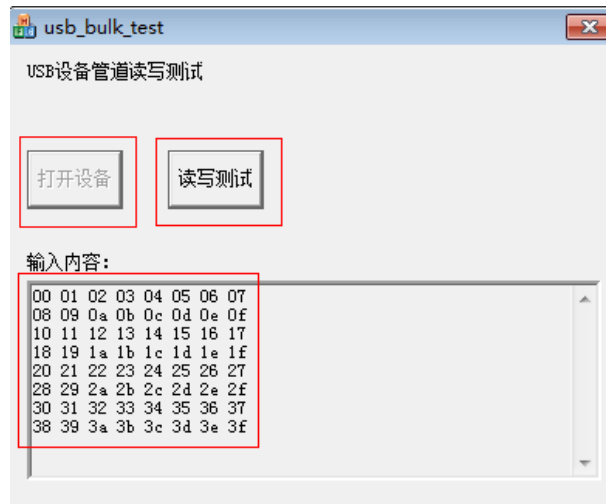 usb_bulk_test
USB设备管道读写测试
打开设备 读写测试
输入内容:
00 01 02 03 04 05 06 07
08 09 0a 0b 0c 0d 0e 0f
10 11 12 13 14 15 16 17
18 19 1a 1b 1c 1d 1e 1f
20 21 22 23 24 25 26 27
28 29 2a 2b 2c 2d 2e 2f
30 31 32 33 34 35 36 37
38 39 3a 3b 3c 3d 3e 3f